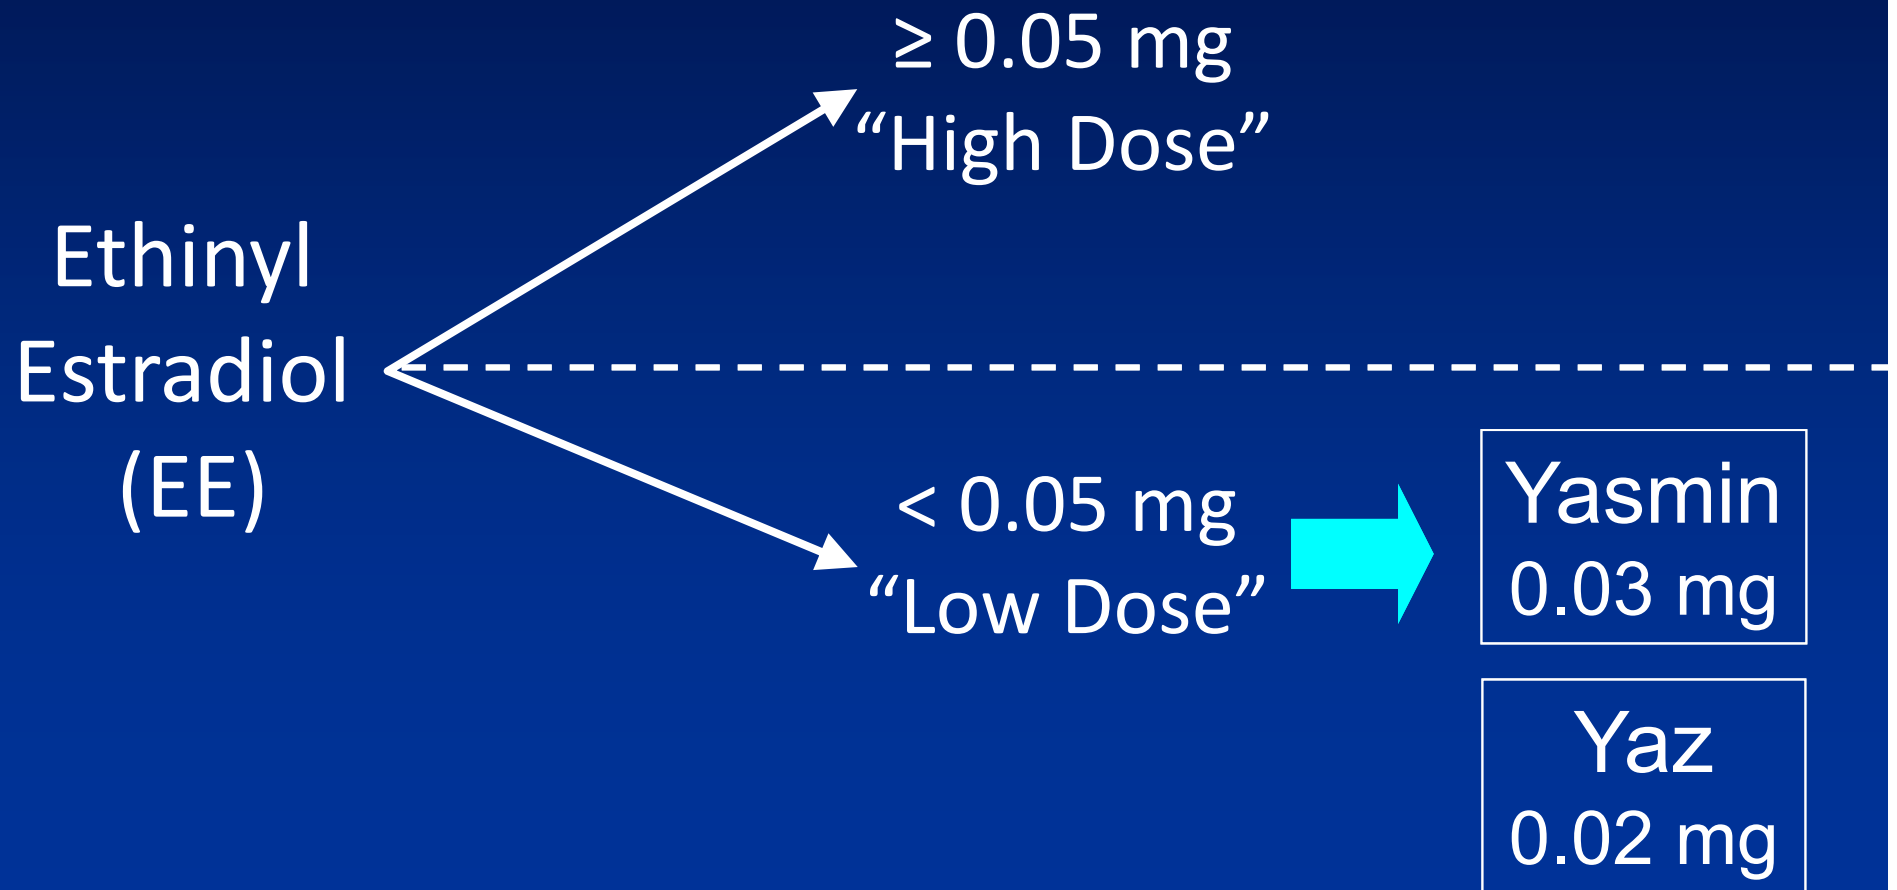 ≥ 0.05 mg
“High Dose”
Ethinyl
Estradiol
(EE)
< 0.05 mg
“Low Dose”
Yasmin
0.03 mg
Yaz
0.02 mg